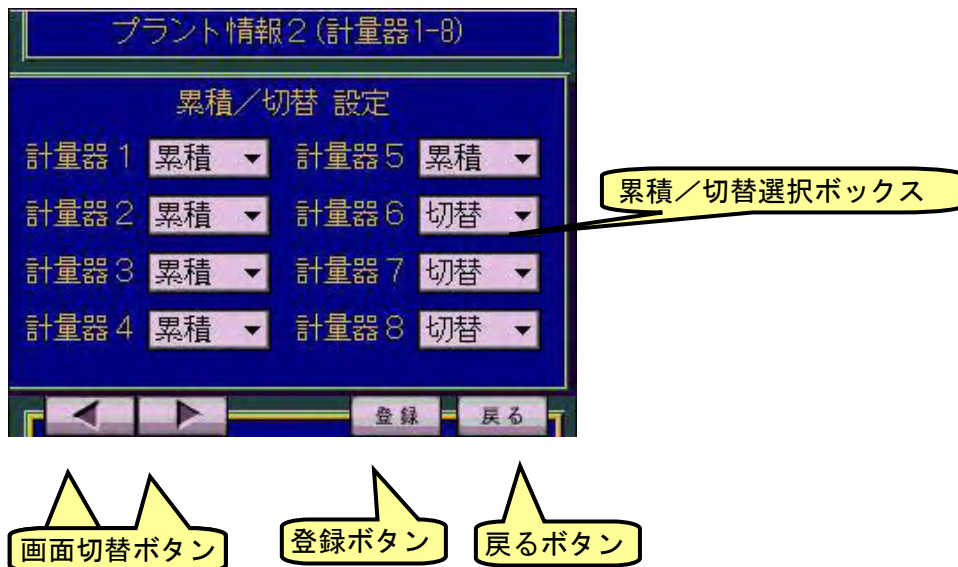 プラント情報２(計量器1-8)
累積／切替 設定
計量器１ 累積 計量器５ 累積
計量器２ 累積 計量器６ 切替
計量器３ 累積 計量器７ 切替
計量器４ 累積 計量器８ 切替
累積／切替選択ボックス
登録 戻る
画面切替ボタン 登録ボタン 戻るボタン